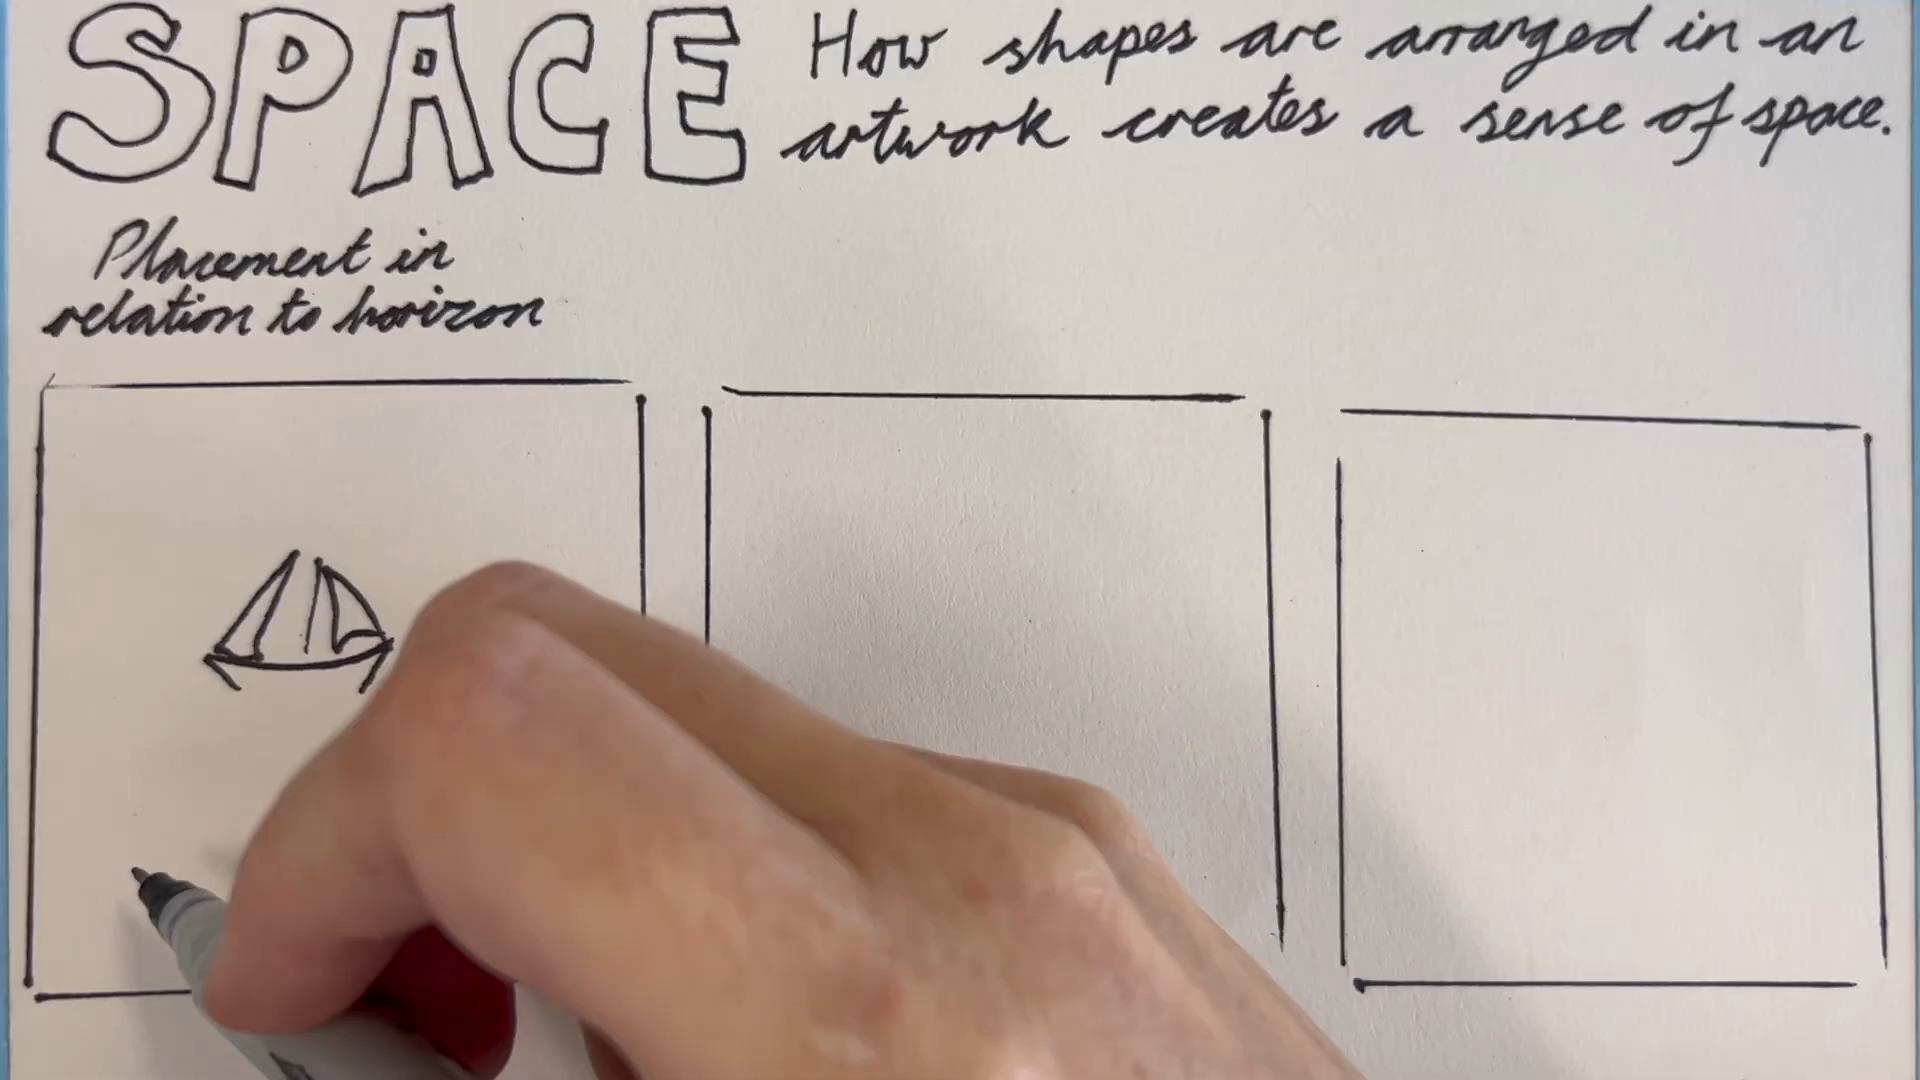 SPACE
How shapes are arranged in an
artwork creates a sense of space.
Placement in
relation to horizon